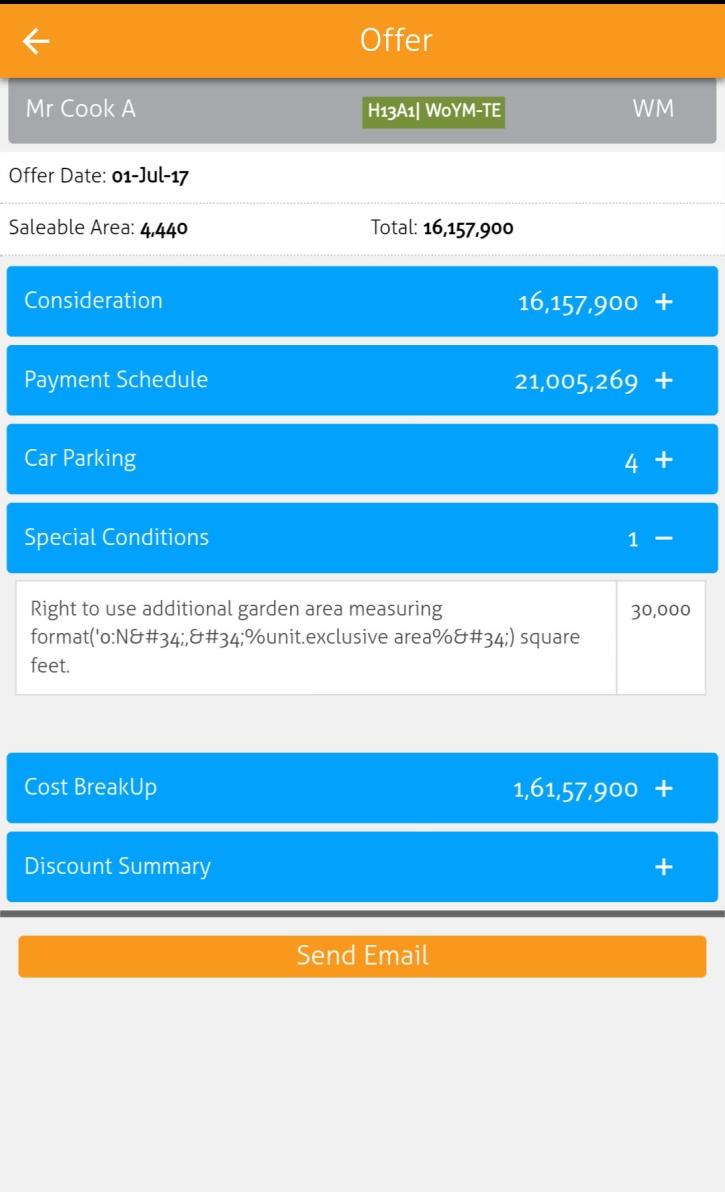 Offer
Mr Cook A H13A1| WoYM-TE WM
Offer Date: 01-Jul-17
Saleable Area: 4,440 Total: 16,157,900
Consideration 16,157,900 +
Payment Schedule 21,005,269 +
Car Parking 4 +
Special Conditions 1 −
Right to use additional garden area measuring 30,000
format('0:N&#34;,&#34;%unit.exclusive area%&#34;) square
feet.
Cost BreakUp 1,61,57,900 +
Discount Summary +
Send Email